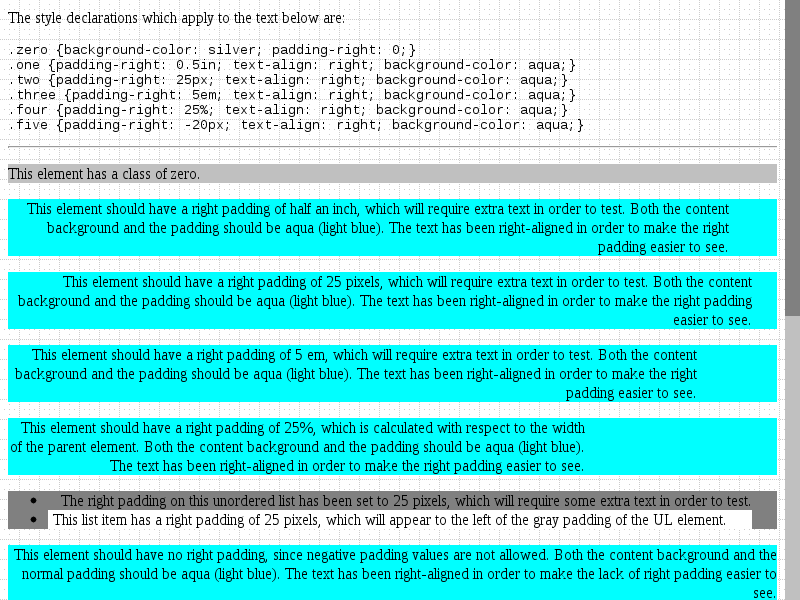 The style declarations which apply to the text below are:
.zero {background-color: silver; padding-right: 0;}
.one {padding-right: 0.5in; text-align: right; background-color: aqua;}
.two {padding-right: 25px; text-align: right; background-color: aqua;}
.three {padding-right: 5em; text-align: right; background-color: aqua;}
.four {padding-right: 25%; text-align: right; background-color: aqua;}
.five {padding-right: -20px; text-align: right; background-color: aqua;}
This element has a class of zero.
This element should have a right padding of half an inch, which will require extra text in order to test. Both the content
background and the padding should be aqua (light blue). The text has been right-aligned in order to make the right
padding easier to see.
This element should have a right padding of 25 pixels, which will require extra text in order to test. Both the content
background and the padding should be aqua (light blue). The text has been right-aligned in order to make the right padding
easier to see.
This element should have a right padding of 5 em, which will require extra text in order to test. Both the content
background and the padding should be aqua (light blue). The text has been right-aligned in order to make the right
padding easier to see.
This element should have a right padding of 25%, which is calculated with respect to the width
of the parent element. Both the content background and the padding should be aqua (light blue).
The text has been right-aligned in order to make the right padding easier to see.
• The right padding on this unordered list has been set to 25 pixels, which will require some extra text in order to test.
• This list item has a right padding of 25 pixels, which will appear to the left of the gray padding of the UL element.
This element should have no right padding, since negative padding values are not allowed. Both the content background and the
normal padding should be aqua (light blue). The text has been right-aligned in order to make the lack of right padding easier to
see.